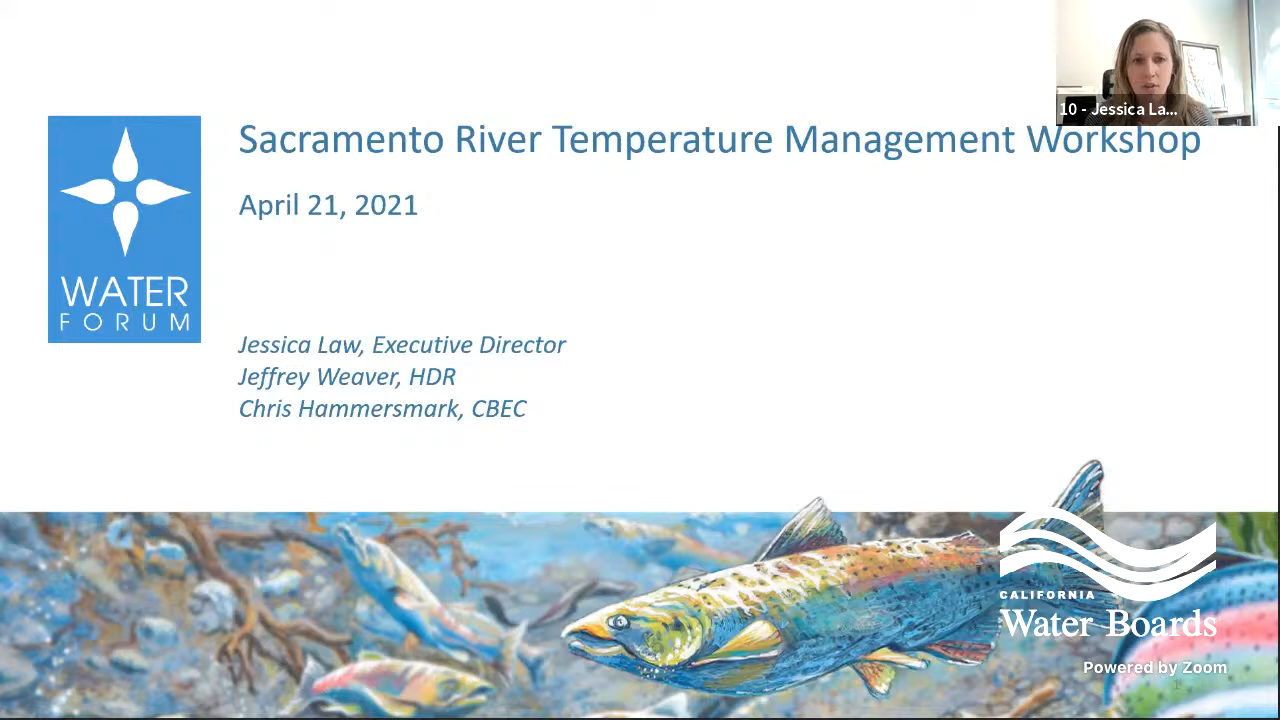 10 - Jessica La...
Sacramento River Temperature Management Workshop
April 21, 2021
WATER
FORUM
Jessica Law, Executive Director
Jeffrey Weaver, HDR
Chris Hammersmark, CBEC
CALIFORNIA
Water Boards
Powered by Zoom
1